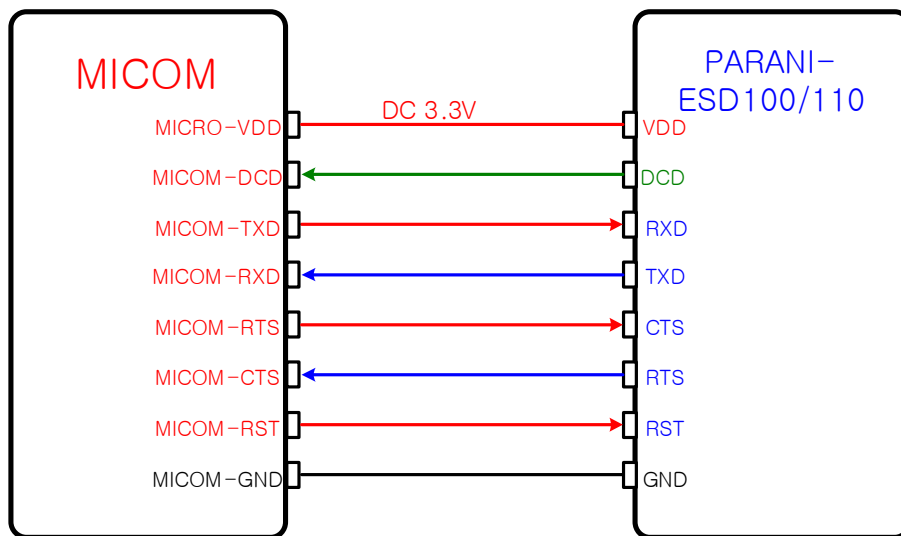 MICOM
PARANI-
ESD100/110
DC 3.3V
MICRO-VDD
VDD
MICOM-DCD
DCD
MICOM-TXD
RXD
MICOM-RXD
TXD
MICOM-RTS
CTS
MICOM-CTS
RTS
MICOM-RST
RST
MICOM-GND
GND